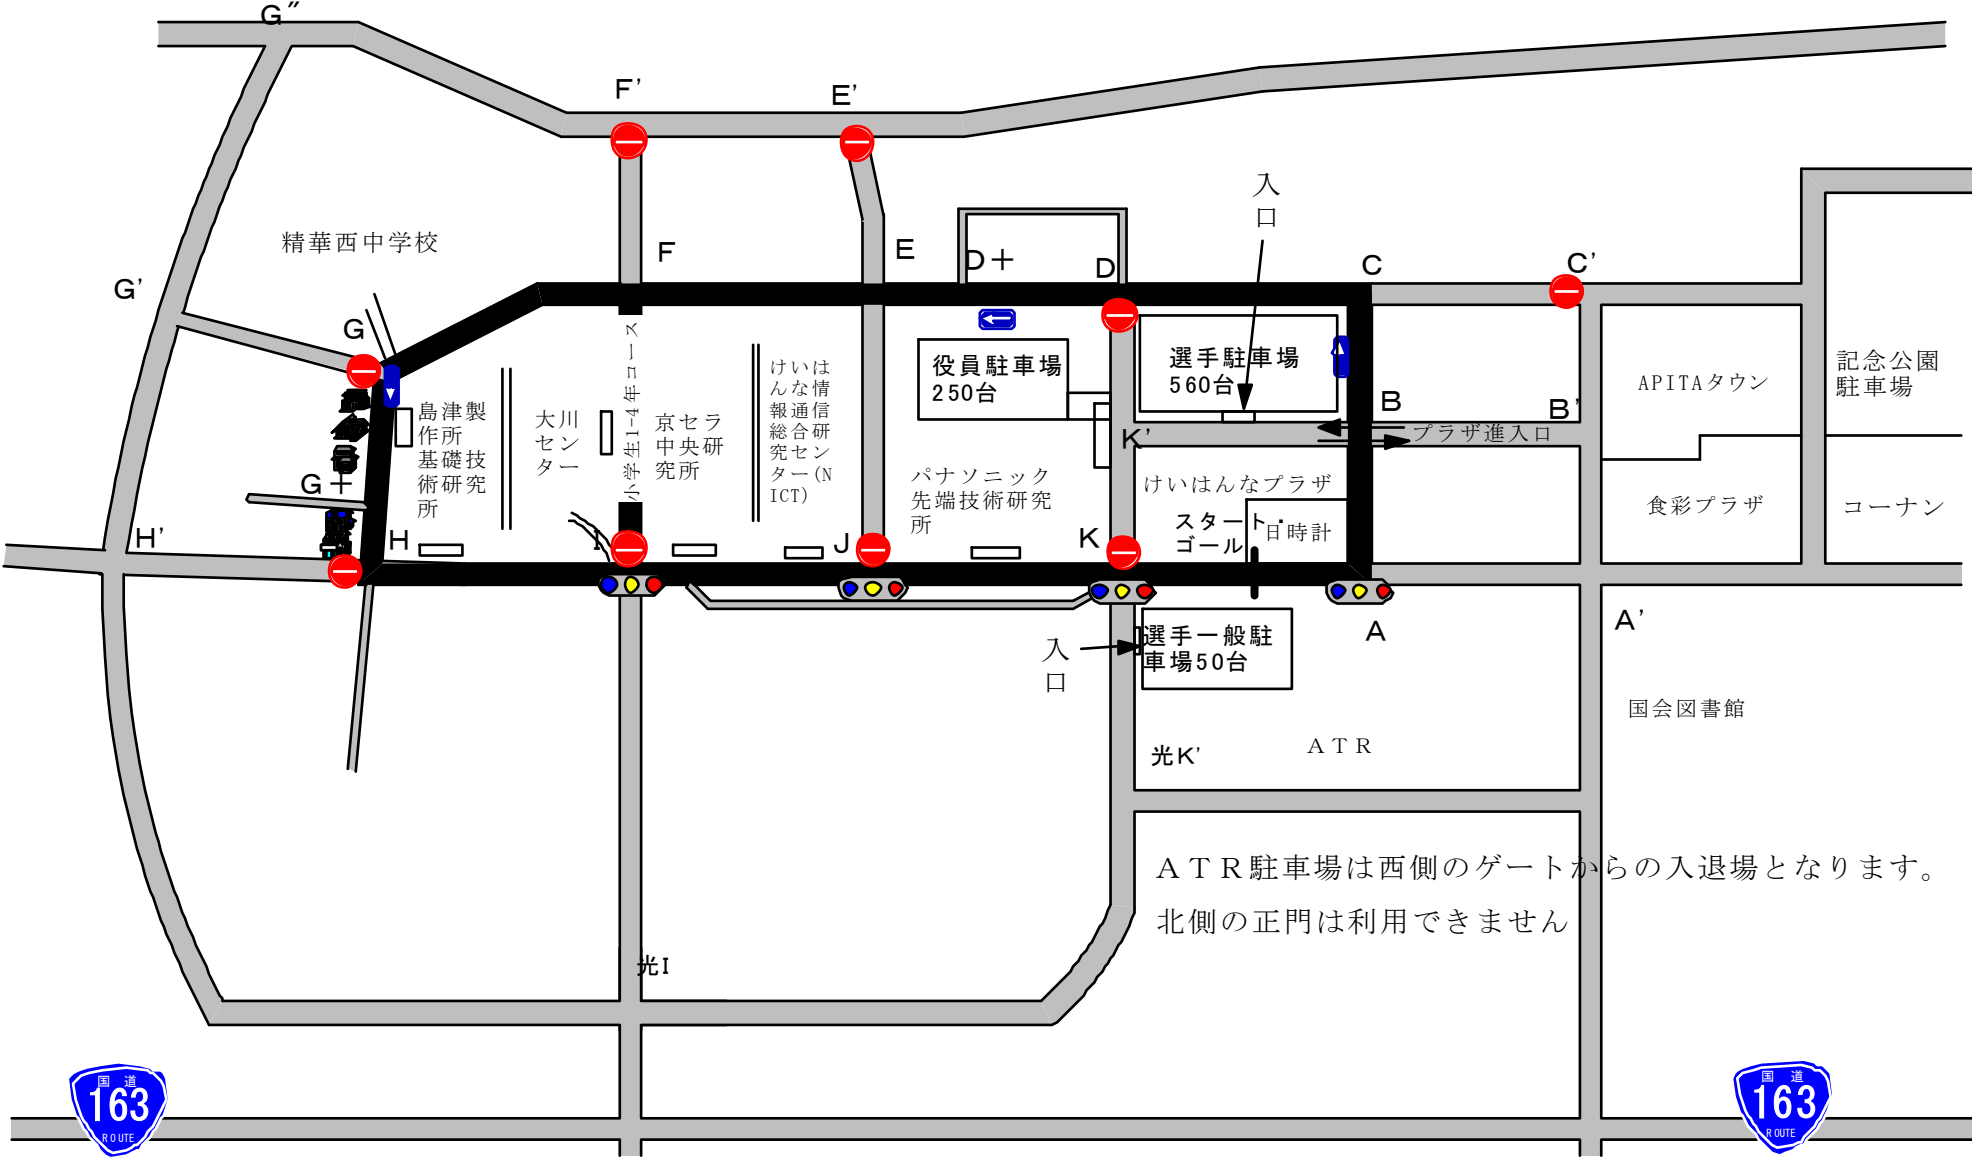 G″
F'
E'
入
口
精華西中学校
F
E
D＋
D
C
C'
G'
G
小学生1-4年コース
けいは
んな情
報通信
総合研
究セン
ター(N
ICT)
役員駐車場
250台
選手駐車場
560台
APITAタウン
記念公園
駐車場
島津製
作所
基礎技
術研究
所
大川
セン
ター
京セラ
中央研
究所
B
B'
プラザ進入口
K'
パナソニック
先端技術研究
所
けいはんなプラザ
食彩プラザ
コーナン
G＋
スタート・
ゴール
日時計
H'
H
I
J
K
A
A'
入
口
選手一般駐
車場50台
国会図書館
光K'
ATR
ATR駐車場は西側のゲートからの入退場となります。
北側の正門は利用できません
光I
国道
163
ROUTE
国道
163
ROUTE